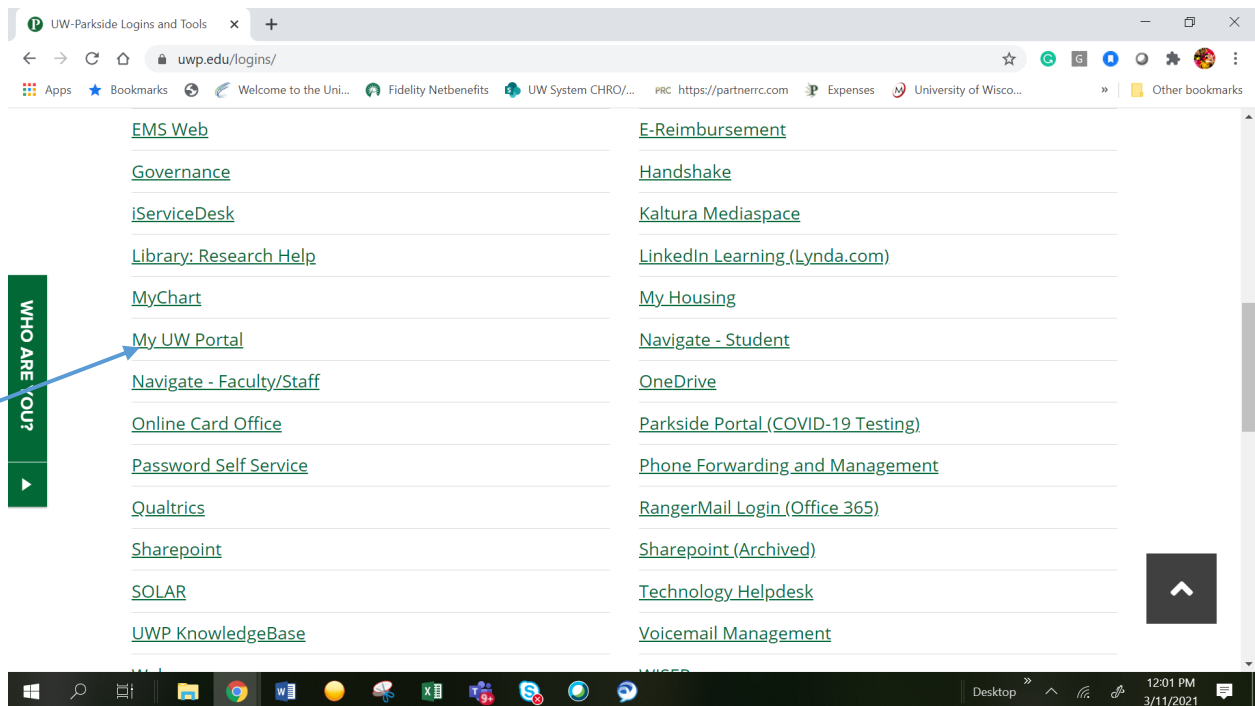 UW-Parkside Logins and Tools
uwp.edu/logins/
Apps Bookmarks Welcome to the Uni... Fidelity Netbenefits UW System CHRO/... PRC https://partnerrc.com Expenses University of Wisco... » Other bookmarks
EMS Web E-Reimbursement
Governance Handshake
iServiceDesk Kaltura Mediaspace
Library: Research Help LinkedIn Learning (Lynda.com)
MyChart My Housing
My UW Portal Navigate - Student
Navigate - Faculty/Staff OneDrive
Online Card Office Parkside Portal (COVID-19 Testing)
Password Self Service Phone Forwarding and Management
Qualtrics RangerMail Login (Office 365)
Sharepoint Sharepoint (Archived)
SOLAR Technology Helpdesk
UWP KnowledgeBase Voicemail Management
WHO ARE YOU?
Desktop » 12:01 PM
3/11/2021